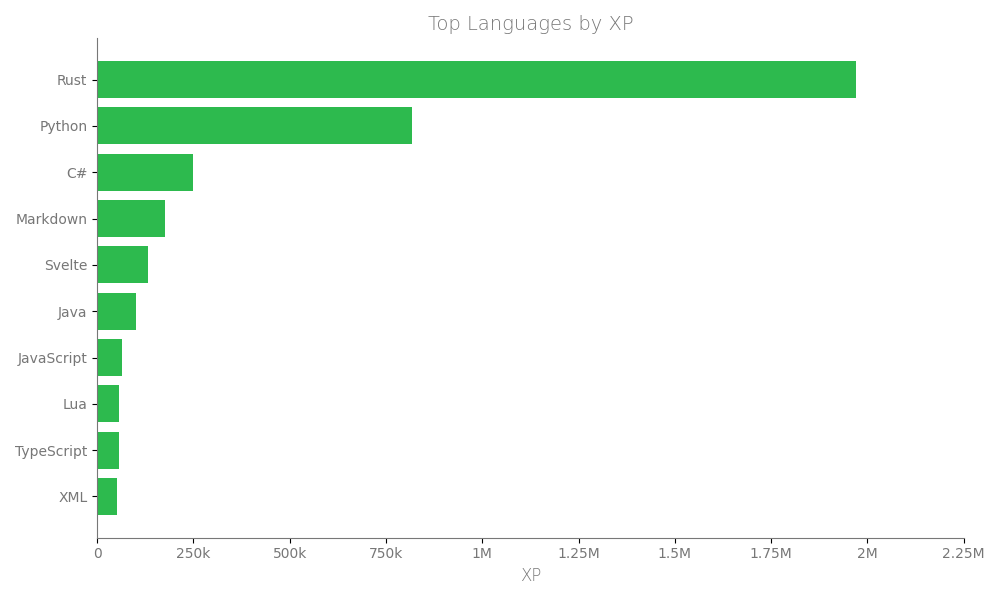 Top Languages by XP
Rust
Python
C#
Markdown
Svelte
Java
JavaScript
Lua
TypeScript
XML
0 250k 500k 750k 1M 1.25M 1.5M 1.75M 2M 2.25M
XP